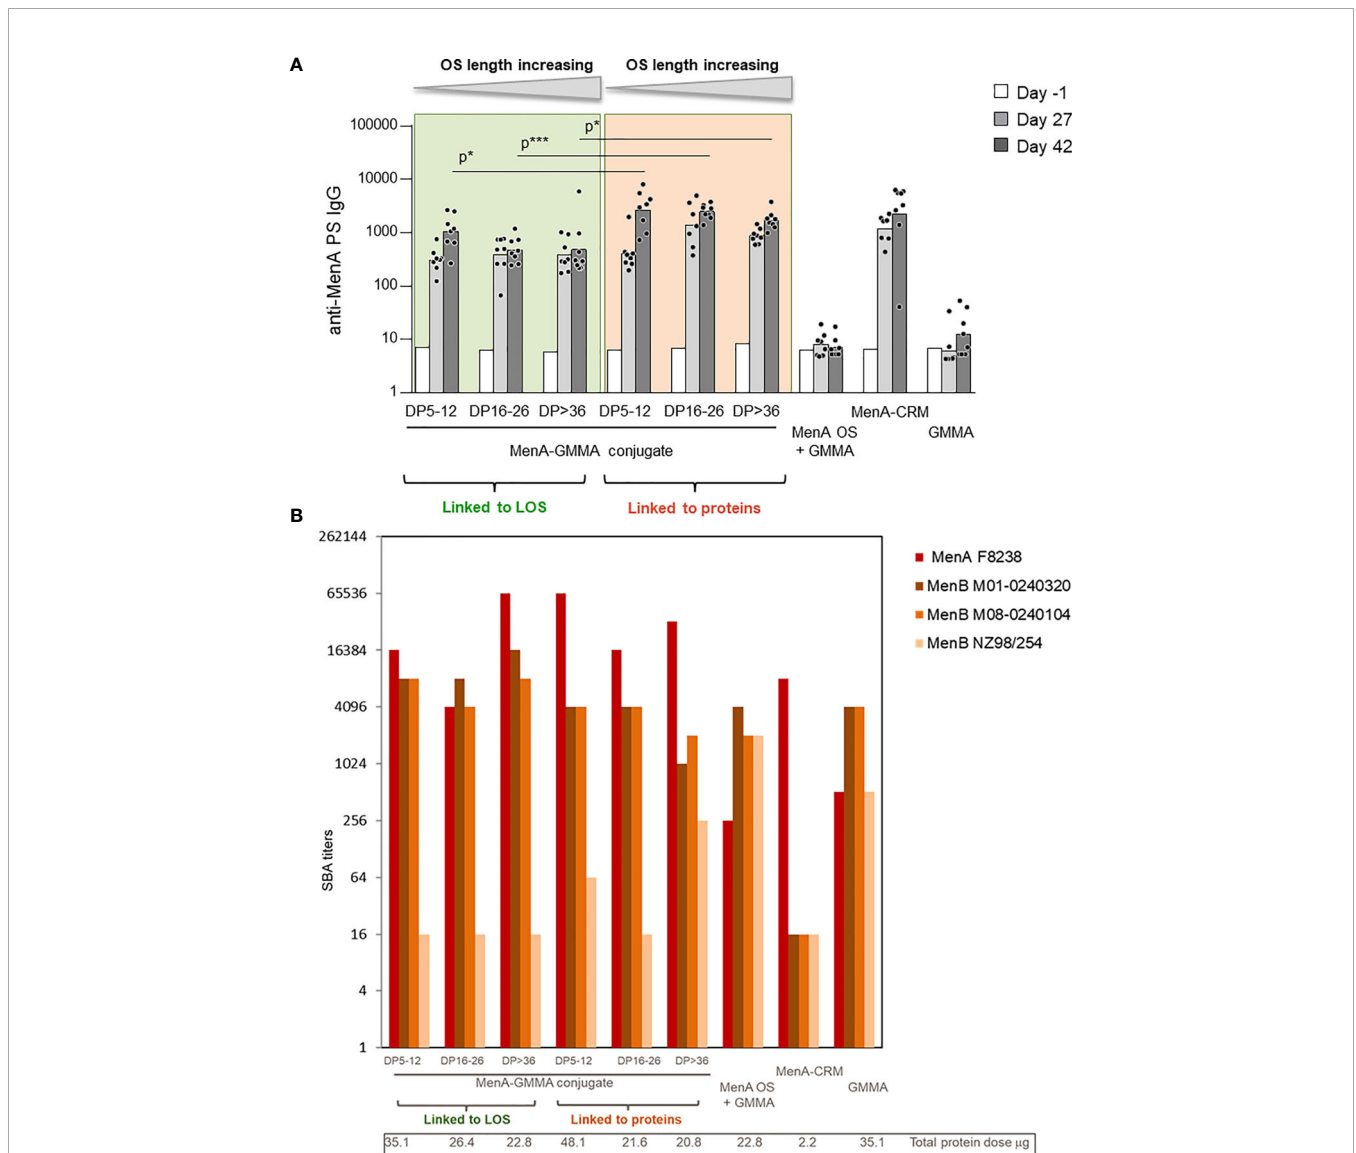 A
OS length increasing OS length increasing
Day -1
Day 27
Day 42
anti-MenA PS IgG
100000
10000
1000
100
10
1
p* p*** p*
DP5-12 DP16-26 DP>36 DP5-12 DP16-26 DP>36
MenA OS + GMMA
MenA-CRM
GMMA
MenA-GMMA conjugate
Linked to LOS Linked to proteins
B
262144
65536
16384
4096
1024
256
64
16
4
1
SBA titers
MenA F8238
MenB M01-0240320
MenB M08-0240104
MenB NZ98/254
DP5-12 DP16-26 DP>36 DP5-12 DP16-26 DP>36
MenA-GMMA conjugate
MenA OS
+ GMMA
MenA-CRM
GMMA
Linked to LOS Linked to proteins
35.1 26.4 22.8 48.1 21.6 20.8 22.8 2.2 35.1 Total protein dose µg